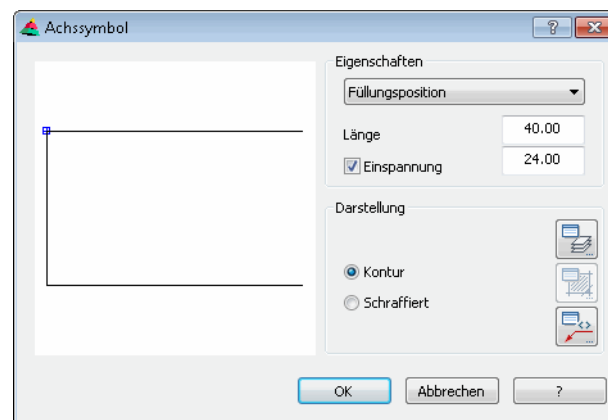 Achssymbol
Eigenschaften
Füllungsposition
Länge 40.00
Einspannung 24.00
Darstellung
Kontur
Schraffiert
OK Abbrechen ?